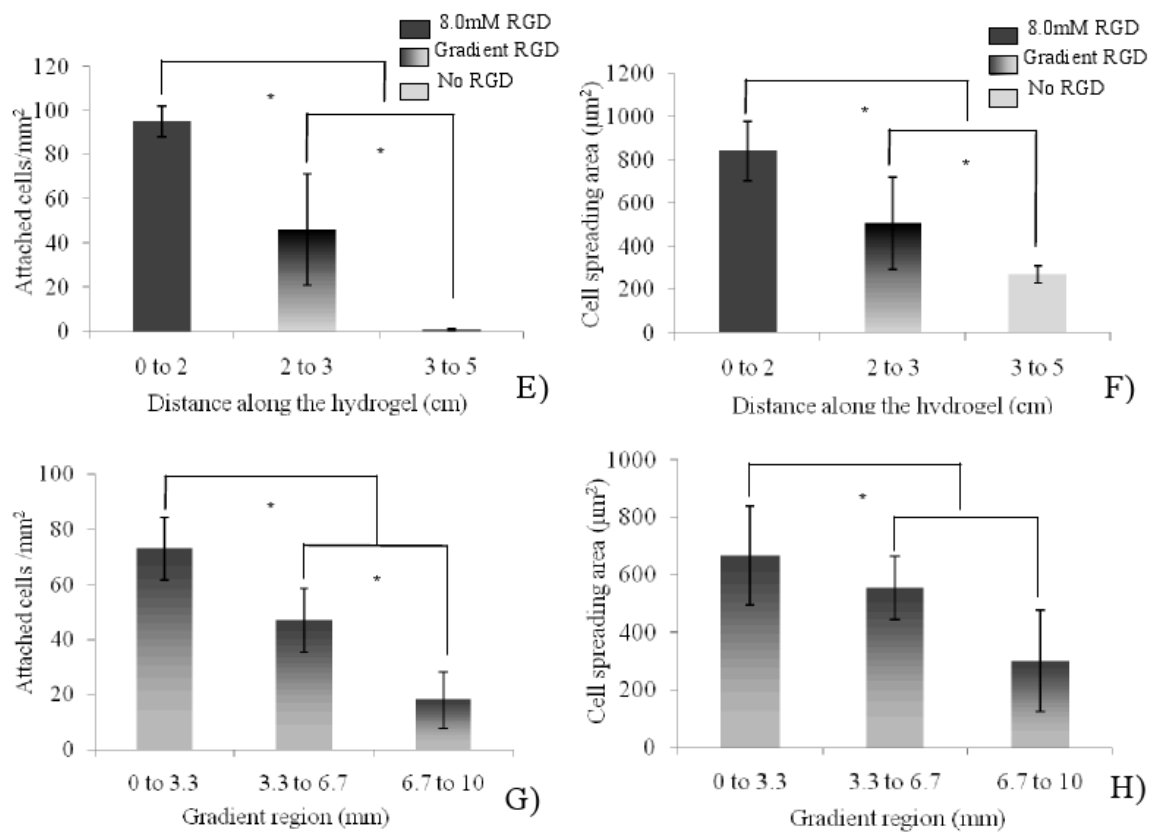 8.0mM RGD
Gradient RGD
No RGD
Attached cells/mm²
120
100
80
60
40
20
0
*
*
0 to 2
2 to 3
3 to 5
Distance along the hydrogel (cm)
E)
8.0mM RGD
Gradient RGD
No RGD
Cell spreading area (µm²)
1200
1000
800
600
400
200
0
*
*
0 to 2
2 to 3
3 to 5
Distance along the hydrogel (cm)
F)
Attached cells /mm²
100
80
60
40
20
0
*
*
0 to 3.3
3.3 to 6.7
6.7 to 10
Gradient region (mm)
G)
Cell spreading area (µm²)
1000
800
600
400
200
0
*
0 to 3.3
3.3 to 6.7
6.7 to 10
Gradient region (mm)
H)